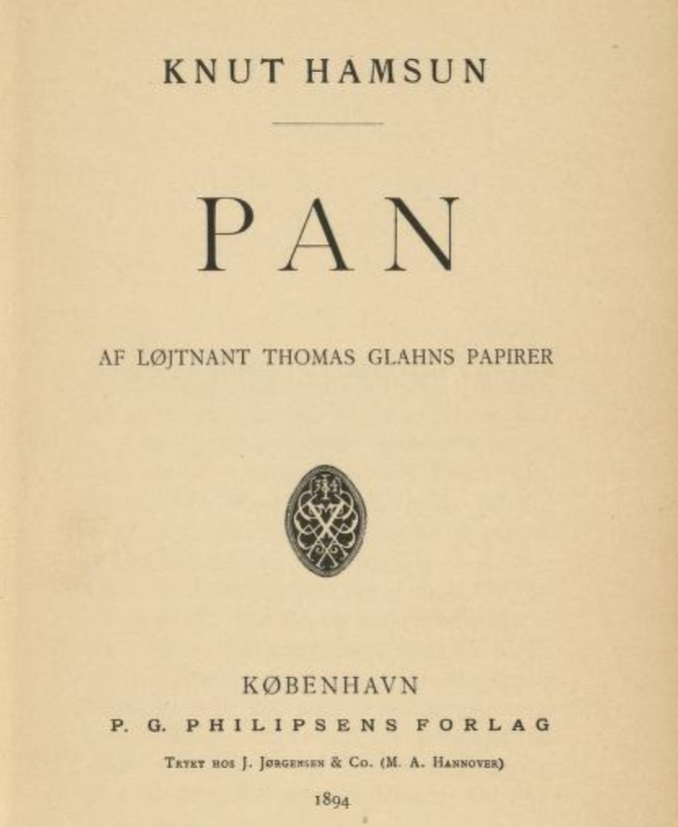 KNUT HAMSUN
PAN
AF LØJTNANT THOMAS GLAHNS PAPIRER
KØBENHAVN
P. G. PHILIPSENS FORLAG
TRYKT HOS J. JØRGENSEN & CO. (M. A. HANNOVER)
1894